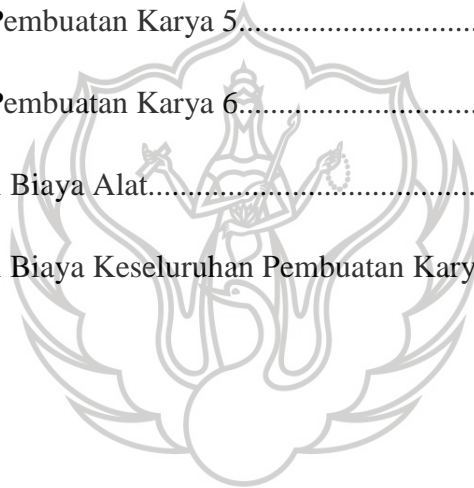 Pembuatan Karya 5..............................
Pembuatan Karya 6..............................
Biaya Alat..........................................
Biaya Keseluruhan Pembuatan Kary